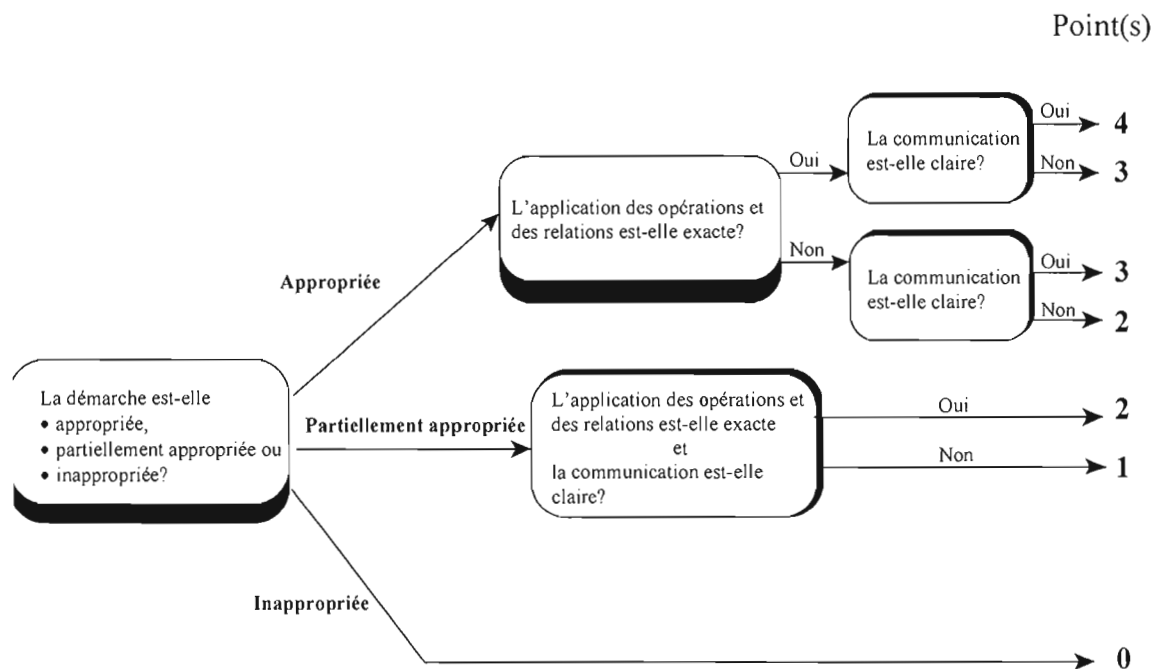 Point(s)
Oui
4
La communication
est-elle claire?
Non
3
Oui
L'application des opérations et
des relations est-elle exacte?
Non
Oui
3
La communication
est-elle claire?
Non
2
Appropriée
La démarche est-elle
• appropriée,
• partiellement appropriée ou
• inappropriée?
Partiellement appropriée
L'application des opérations et
des relations est-elle exacte
et
la communication est-elle
claire?
Oui
2
Non
1
Inappropriée
0